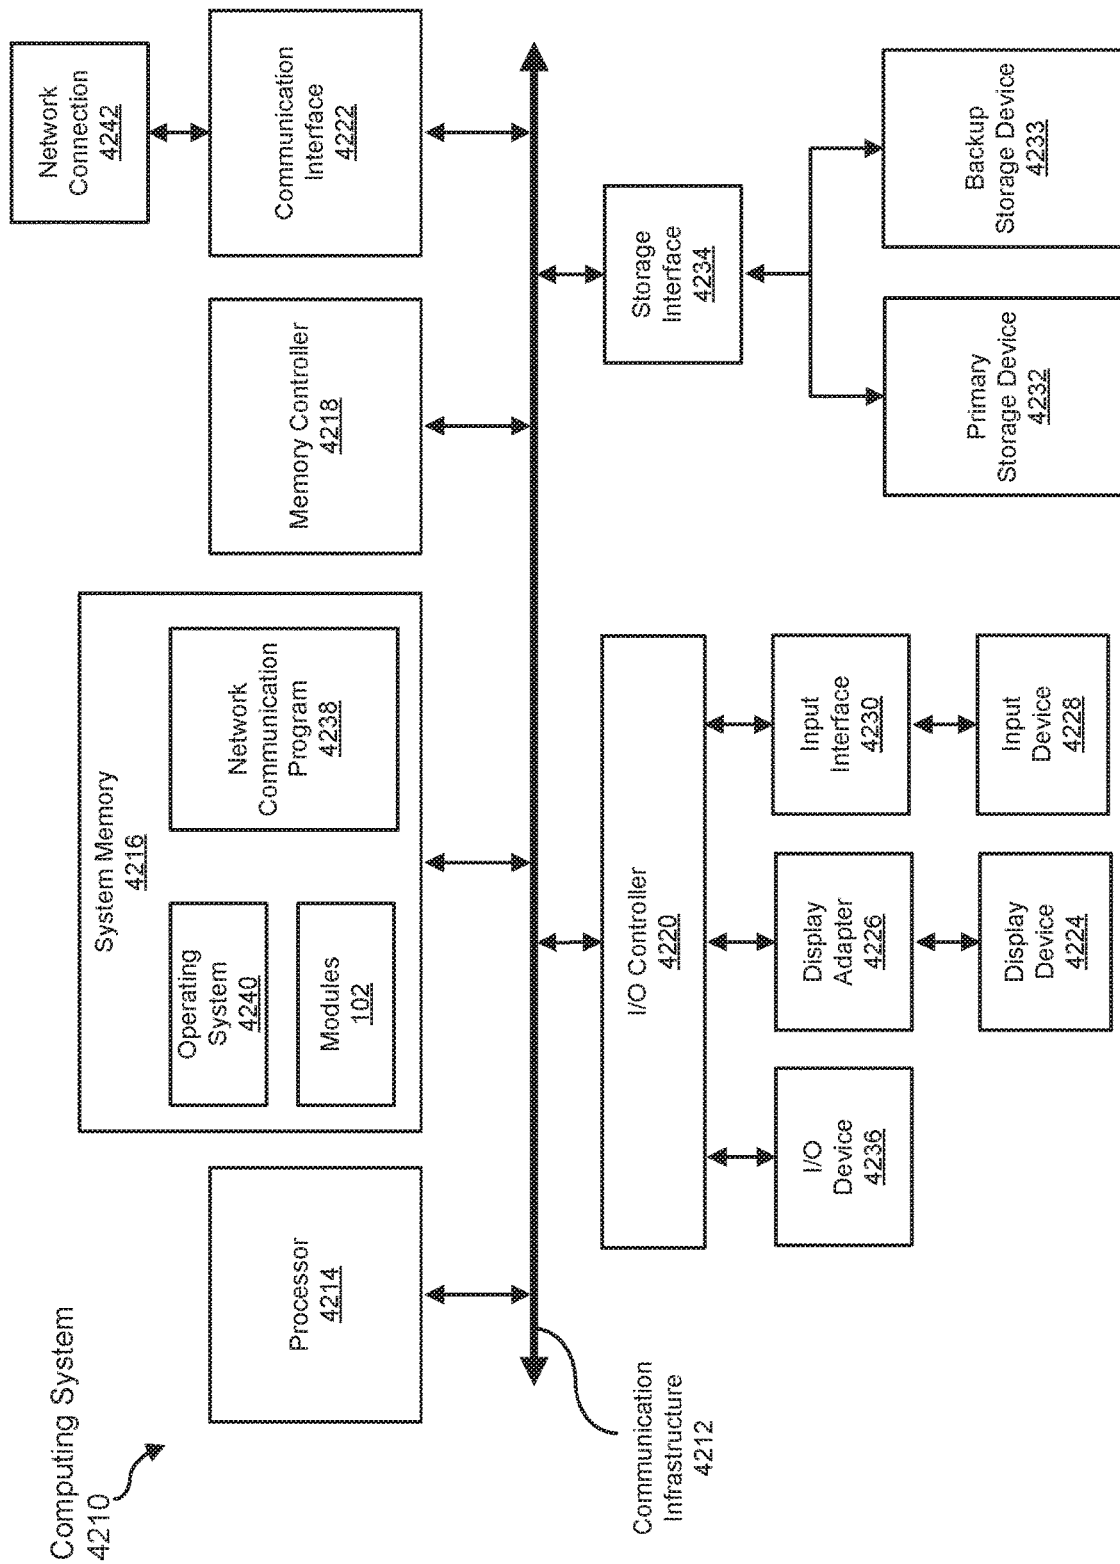 Computing System
4210
Processor
4214
System Memory
4216
Operating
System
4240
Modules
102
Network
Communication
Program
4238
Memory Controller
4218
Communication
Interface
4222
Network
Connection
4242
Communication
Infrastructure
4212
I/O Controller
4220
I/O
Device
4236
Display
Adapter
4226
Input
Interface
4230
Display
Device
4224
Input
Device
4228
Storage
Interface
4234
Primary
Storage Device
4232
Backup
Storage Device
4233